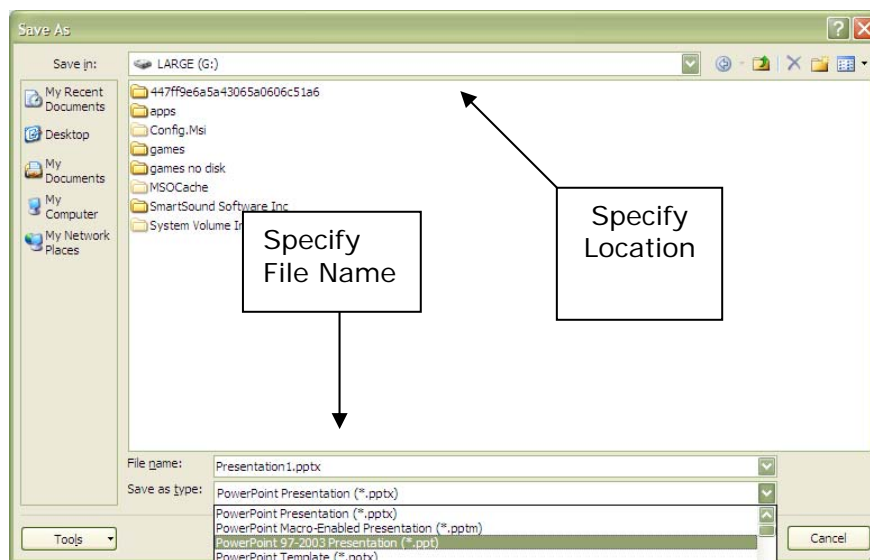 Save As
Save in:
LARGE (G:)
My Recent
Documents
Desktop
My
Documents
My
Computer
My Network
Places
447ff9e6a5a43065a0606c51a6
apps
Config.Msi
games
games no disk
MSOCache
SmartSound Software Inc
System Volume
Specify
File Name
Specify
Location
File name:
Presentation1.pptx
Save as type:
PowerPoint Presentation (*.pptx)
PowerPoint Presentation (*.pptx)
PowerPoint Macro-Enabled Presentation (*.pptm)
PowerPoint 97-2003 Presentation (*.ppt)
PowerPoint Template (*.potx)
Tools
Cancel